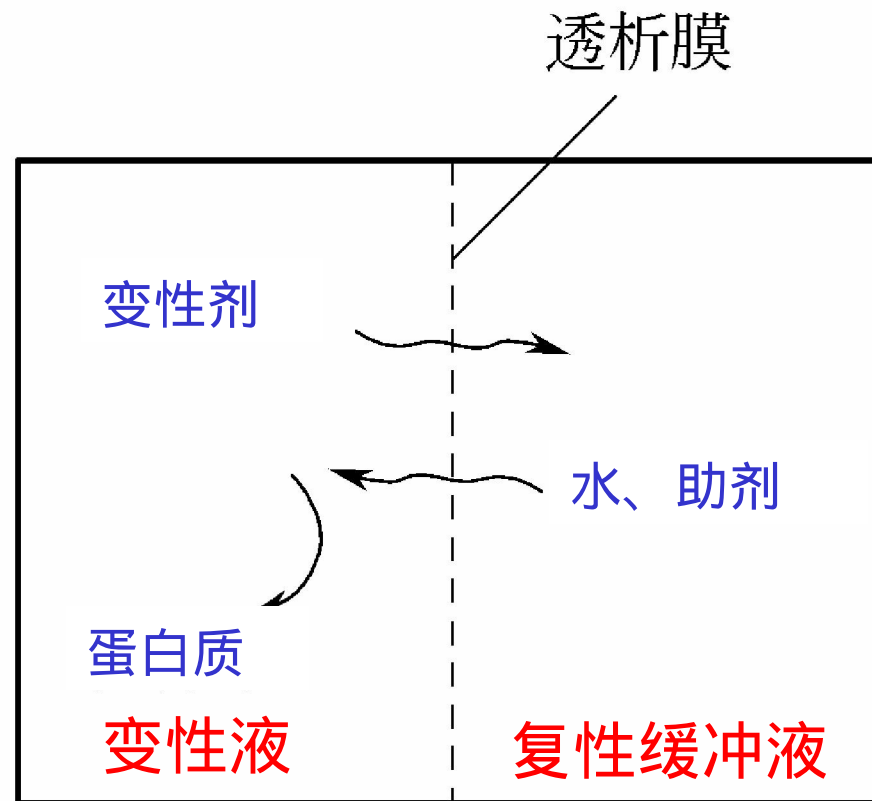 透析膜
变性剂
水、助剂
蛋白质
变性液
复性缓冲液